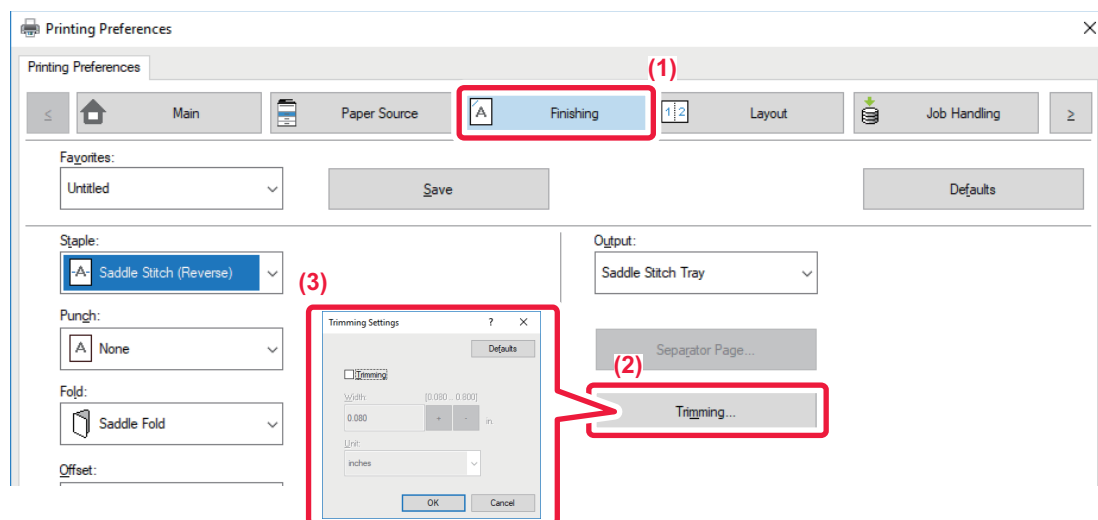 Printing Preferences
Printing Preferences
(1)
≤ Main Paper Source A Finishing 1 2 Layout Job Handling ≥
Favorites:
Untitled Save Defaults
Staple: Output:
-A- Saddle Stitch (Reverse) Saddle Stitch Tray
(3)
Punch:
A None
Trimming Settings ? ×
Defaults
Separator Page...
(2)
Trimming
Fold:
Width: [0.080 ... 0.800]
Saddle Fold 0.080 + - in. Trimming...
Unit:
inches
Offset:
OK Cancel